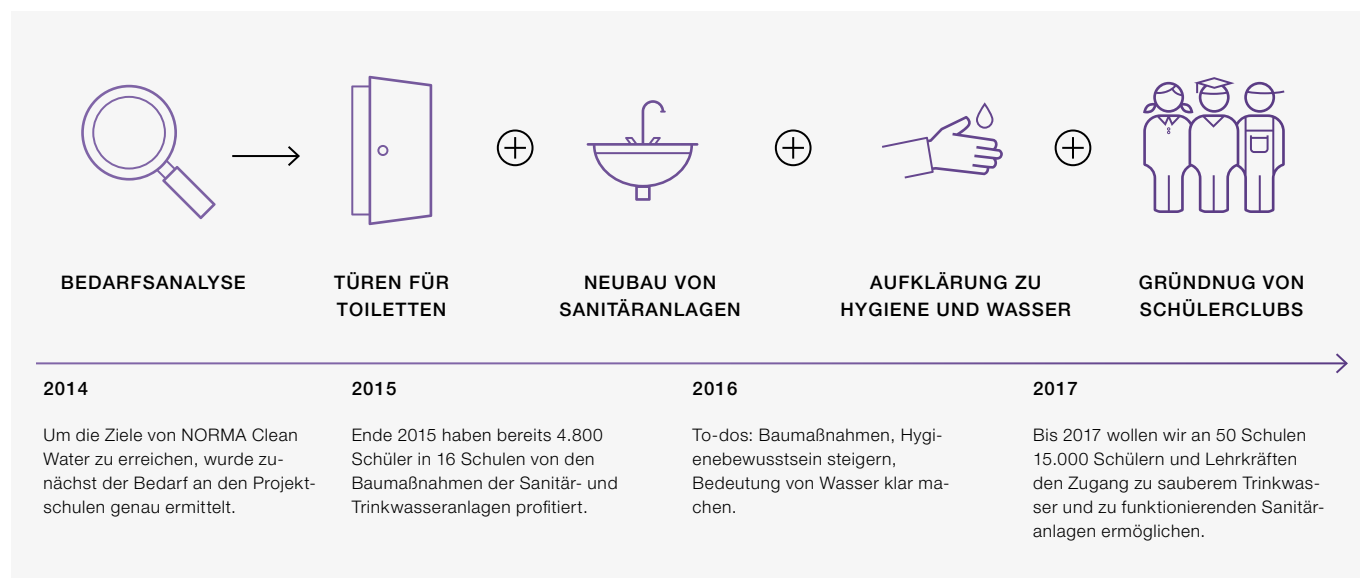 BEDARFSANALYSE
TÜREN FÜR
TOILETTEN
NEUBAU VON
SANITÄRANLAGEN
AUFKLÄRUNG ZU
HYGIENE UND WASSER
GRÜNDNUG VON
SCHÜLERCLUBS
2014
Um die Ziele von NORMA Clean
Water zu erreichen, wurde zu-
nächst der Bedarf an den Projekt-
schulen genau ermittelt.
2015
Ende 2015 haben bereits 4.800
Schüler in 16 Schulen von den
Baumaßnahmen der Sanitär- und
Trinkwasseranlagen profitiert.
2016
To-dos: Baumaßnahmen, Hygi-
enebewusstsein steigern,
Bedeutung von Wasser klar ma-
chen.
2017
Bis 2017 wollen wir an 50 Schulen
15.000 Schülern und Lehrkräften
den Zugang zu sauberem Trinkwas-
ser und zu funktionierenden Sanitär-
anlagen ermöglichen.